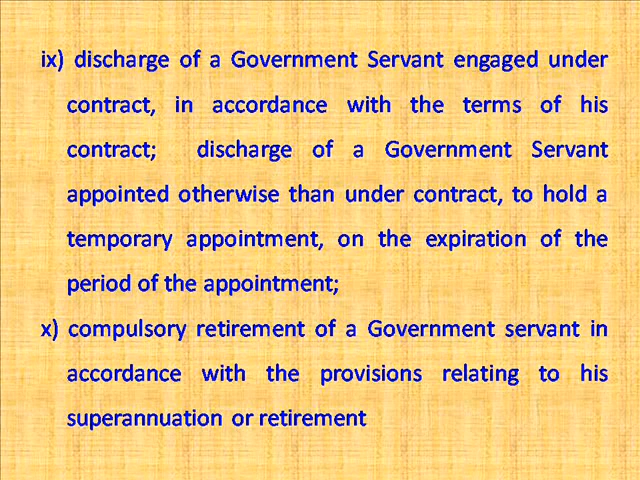 ix) discharge of a Government Servant engaged under
contract, in accordance with the terms of his
contract; discharge of a Government Servant
appointed otherwise than under contract, to hold a
temporary appointment, on the expiration of the
period of the appointment;
x) compulsory retirement of a Government servant in
accordance with the provisions relating to his
superannuation or retirement